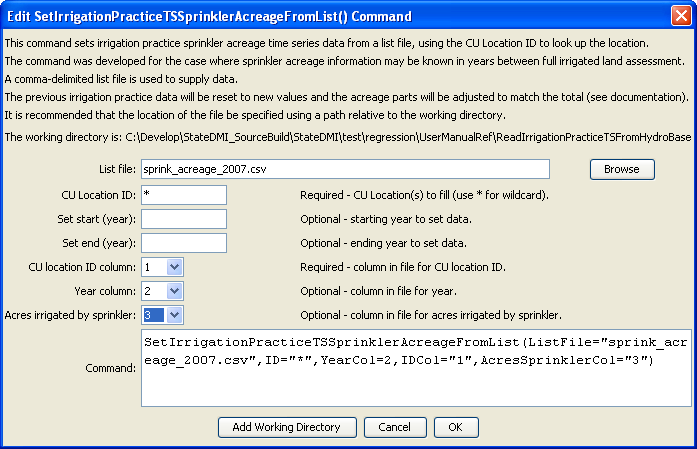 Edit SetIrrigationPracticeTSSprinklerAcreageFromList() Command
This command sets irrigation practice sprinkler acreage time series data from a list file, using the CU Location ID to look up the location.
The command was developed for the case where sprinkler acreage information may be known in years between full irrigated land assessment.
A comma-delimited list file is used to supply data.
The previous irrigation practice data will be reset to new values and the acreage parts will be adjusted to match the total (see documentation).
It is recommended that the location of the file be specified using a path relative to the working directory.
The working directory is: C:\Develop\StateDMI_SourceBuild\StateDMI\test\regression\UserManualRef\ReadIrrigationPracticeTSFromHydroBase
List file: sprink_acreage_2007.csv Browse
CU Location ID: * Required - CU Location(s) to fill (use * for wildcard).
Set start (year): Optional - starting year to set data.
Set end (year): Optional - ending year to set data.
CU location ID column: 1 Required - column in file for CU location ID.
Year column: 2 Optional - column in file for year.
Acres irrigated by sprinkler: 3 Optional - column in file for acres irrigated by sprinkler.
Command: SetIrrigationPracticeTSSprinklerAcreageFromList(ListFile="sprink_acr
eage_2007.csv",ID="*",YearCol=2,IDCol="1",AcresSprinklerCol="3")
Add Working Directory Cancel OK